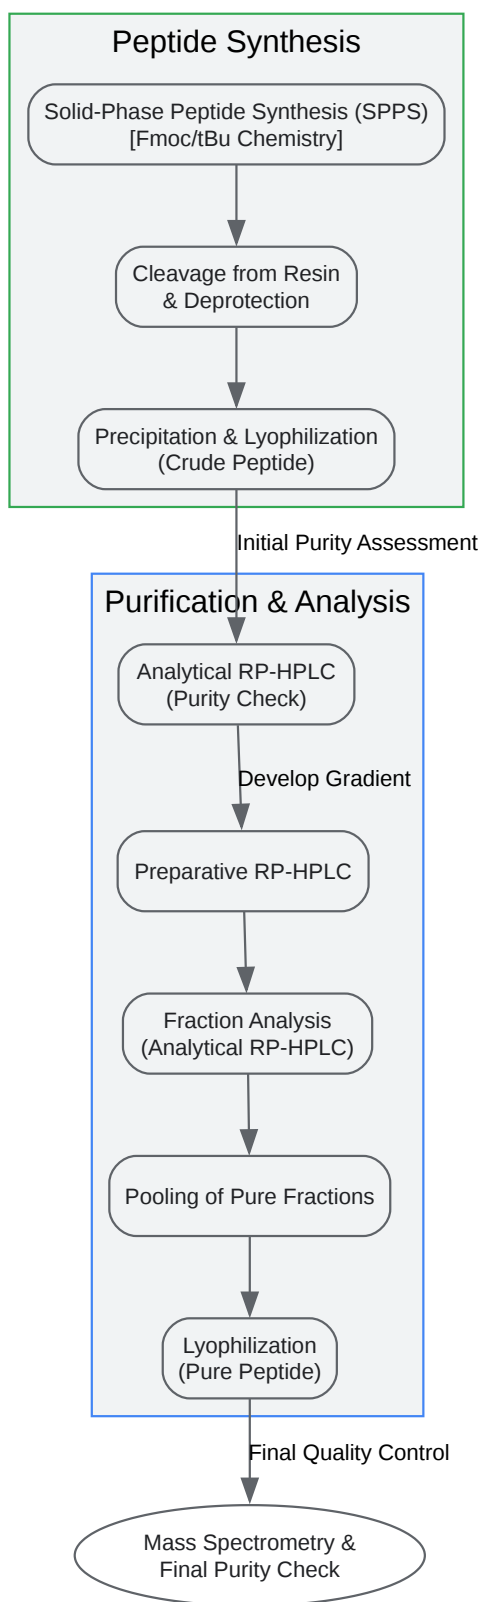 Peptide Synthesis
Solid-Phase Peptide Synthesis (SPPS)
[Fmoc/tBu Chemistry]
Cleavage from Resin
& Deprotection
Precipitation & Lyophilization
(Crude Peptide)
Initial Purity Assessment
Purification & Analysis
Analytical RP-HPLC
(Purity Check)
Develop Gradient
Preparative RP-HPLC
Fraction Analysis
(Analytical RP-HPLC)
Pooling of Pure Fractions
Lyophilization
(Pure Peptide)
Final Quality Control
Mass Spectrometry &
Final Purity Check